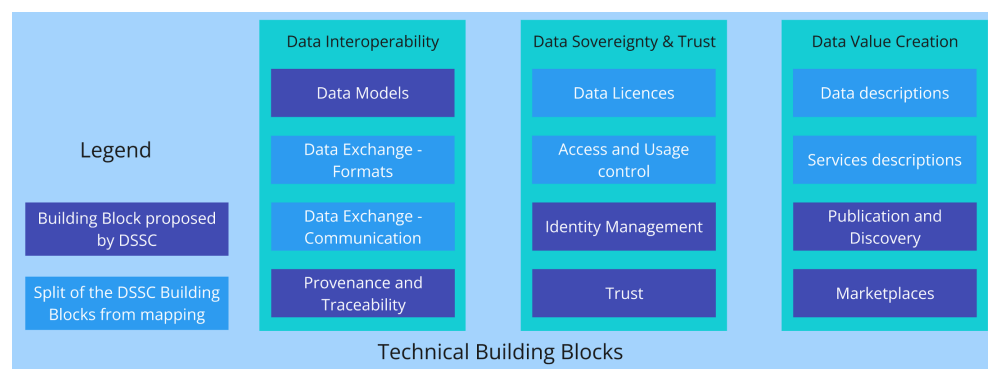 Legend
Building Block proposed
by DSSC
Split of the DSSC Building
Blocks from mapping
Data Interoperability
Data Models
Data Exchange -
Formats
Data Exchange -
Communication
Provenance and
Traceability
Data Sovereignty & Trust
Data Licences
Access and Usage
control
Identity Management
Trust
Data Value Creation
Data descriptions
Services descriptions
Publication and
Discovery
Marketplaces
Technical Building Blocks